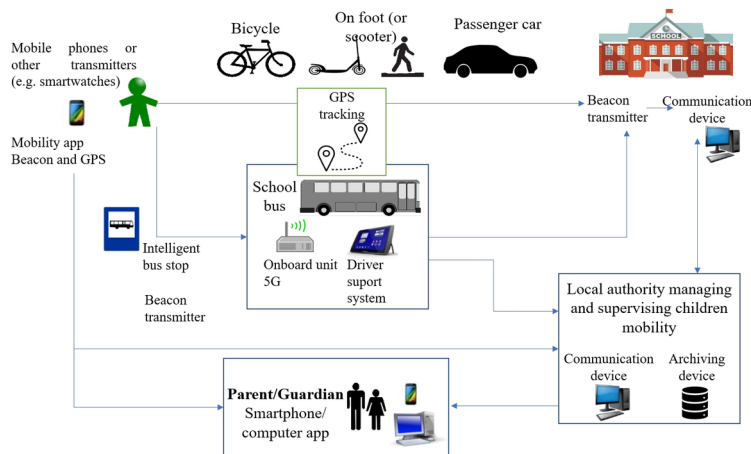 Mobile phones or
other transmitters
(e.g. smartwatches)
Mobility app
Beacon and GPS
Bicycle
On foot (or
scooter)
Passenger car
SCHOOL
GPS
tracking
Beacon
transmitter
Communication
device
School
bus
Onboard unit
5G
Driver
suport
system
Intelligent
bus stop
Beacon
transmitter
Local authority managing
and supervising children
mobility
Communication
device
Archiving
device
Parent/Guardian
Smartphone/
computer app